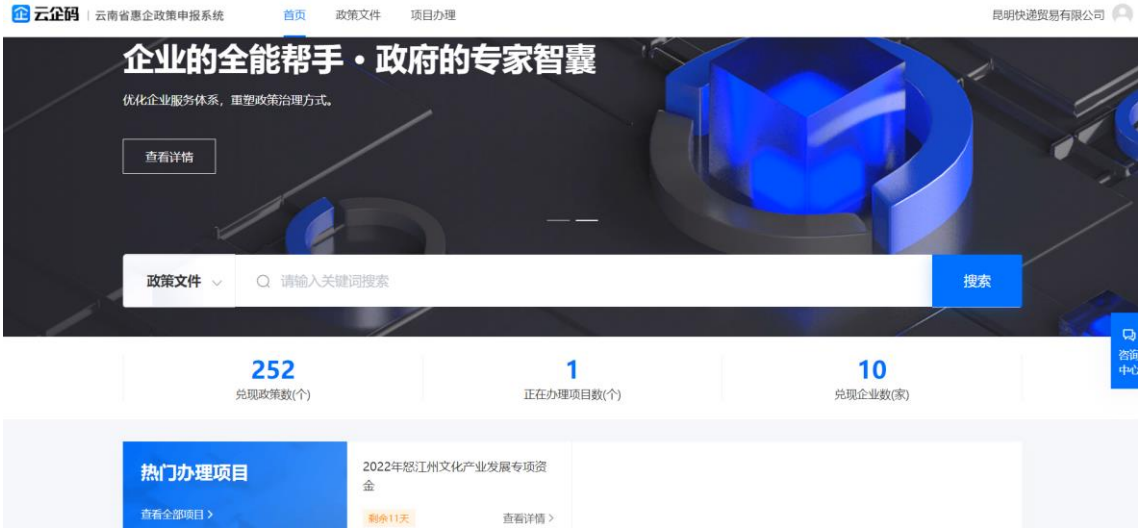 企 云企码 云南省惠企政策申报系统 首页 政策文件 项目办理 昆明快递贸易有限公司
企业的全能帮手·政府的专家智囊
优化企业服务体系，重塑政策治理方式。
查看详情
政策文件 请输入关键词搜索 搜索
咨询
中心
252 1 10
兑现政策数(个) 正在办理项目数(个) 兑现企业数(家)
热门办理项目
2022年怒江州文化产业发展专项资
金
查看全部项目 >
剩余11天 查看详情 >